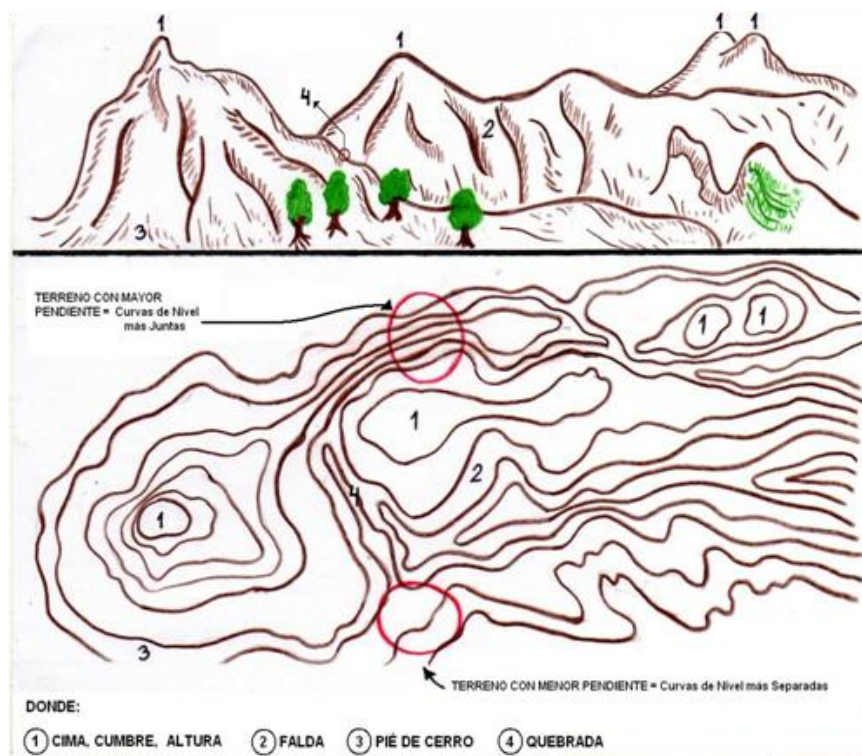 1
1
1 1
4
2
3
TERRENO CON MAYOR
PENDIENTE = Curvas de Nivel
más Juntas
1 1
1
2
4
1
3
TERRENO CON MENOR PENDIENTE = Curvas de Nivel más Separadas
DONDE:
1 CIMA, CUMBRE, ALTURA 2 FALDA 3 PIÉ DE CERRO 4 QUEBRADA